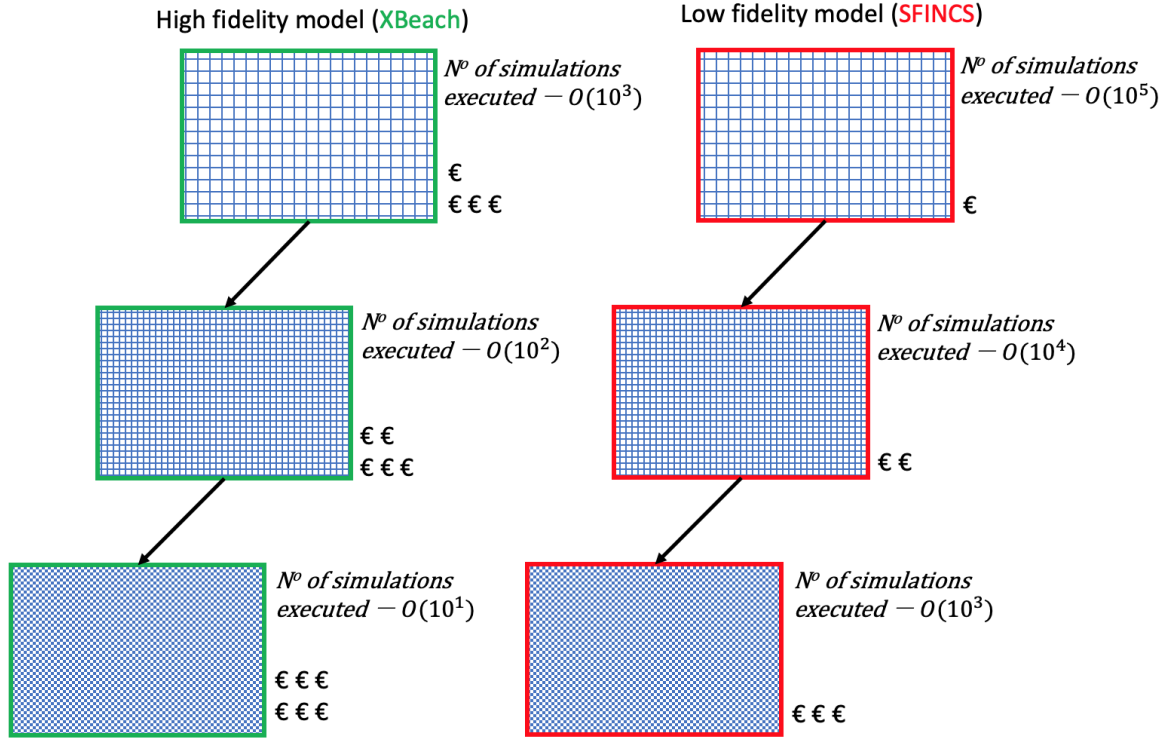 High fidelity model (XBeach)
Nº of simulations
executed − O(10³)
€
€ € €
Low fidelity model (SFINCS)
Nº of simulations
executed − O(10⁵)
€
Nº of simulations
executed − O(10²)
€ €
€ € €
Nº of simulations
executed − O(10⁴)
€ €
Nº of simulations
executed − O(10¹)
€ € €
€ € €
Nº of simulations
executed − O(10³)
€ € €